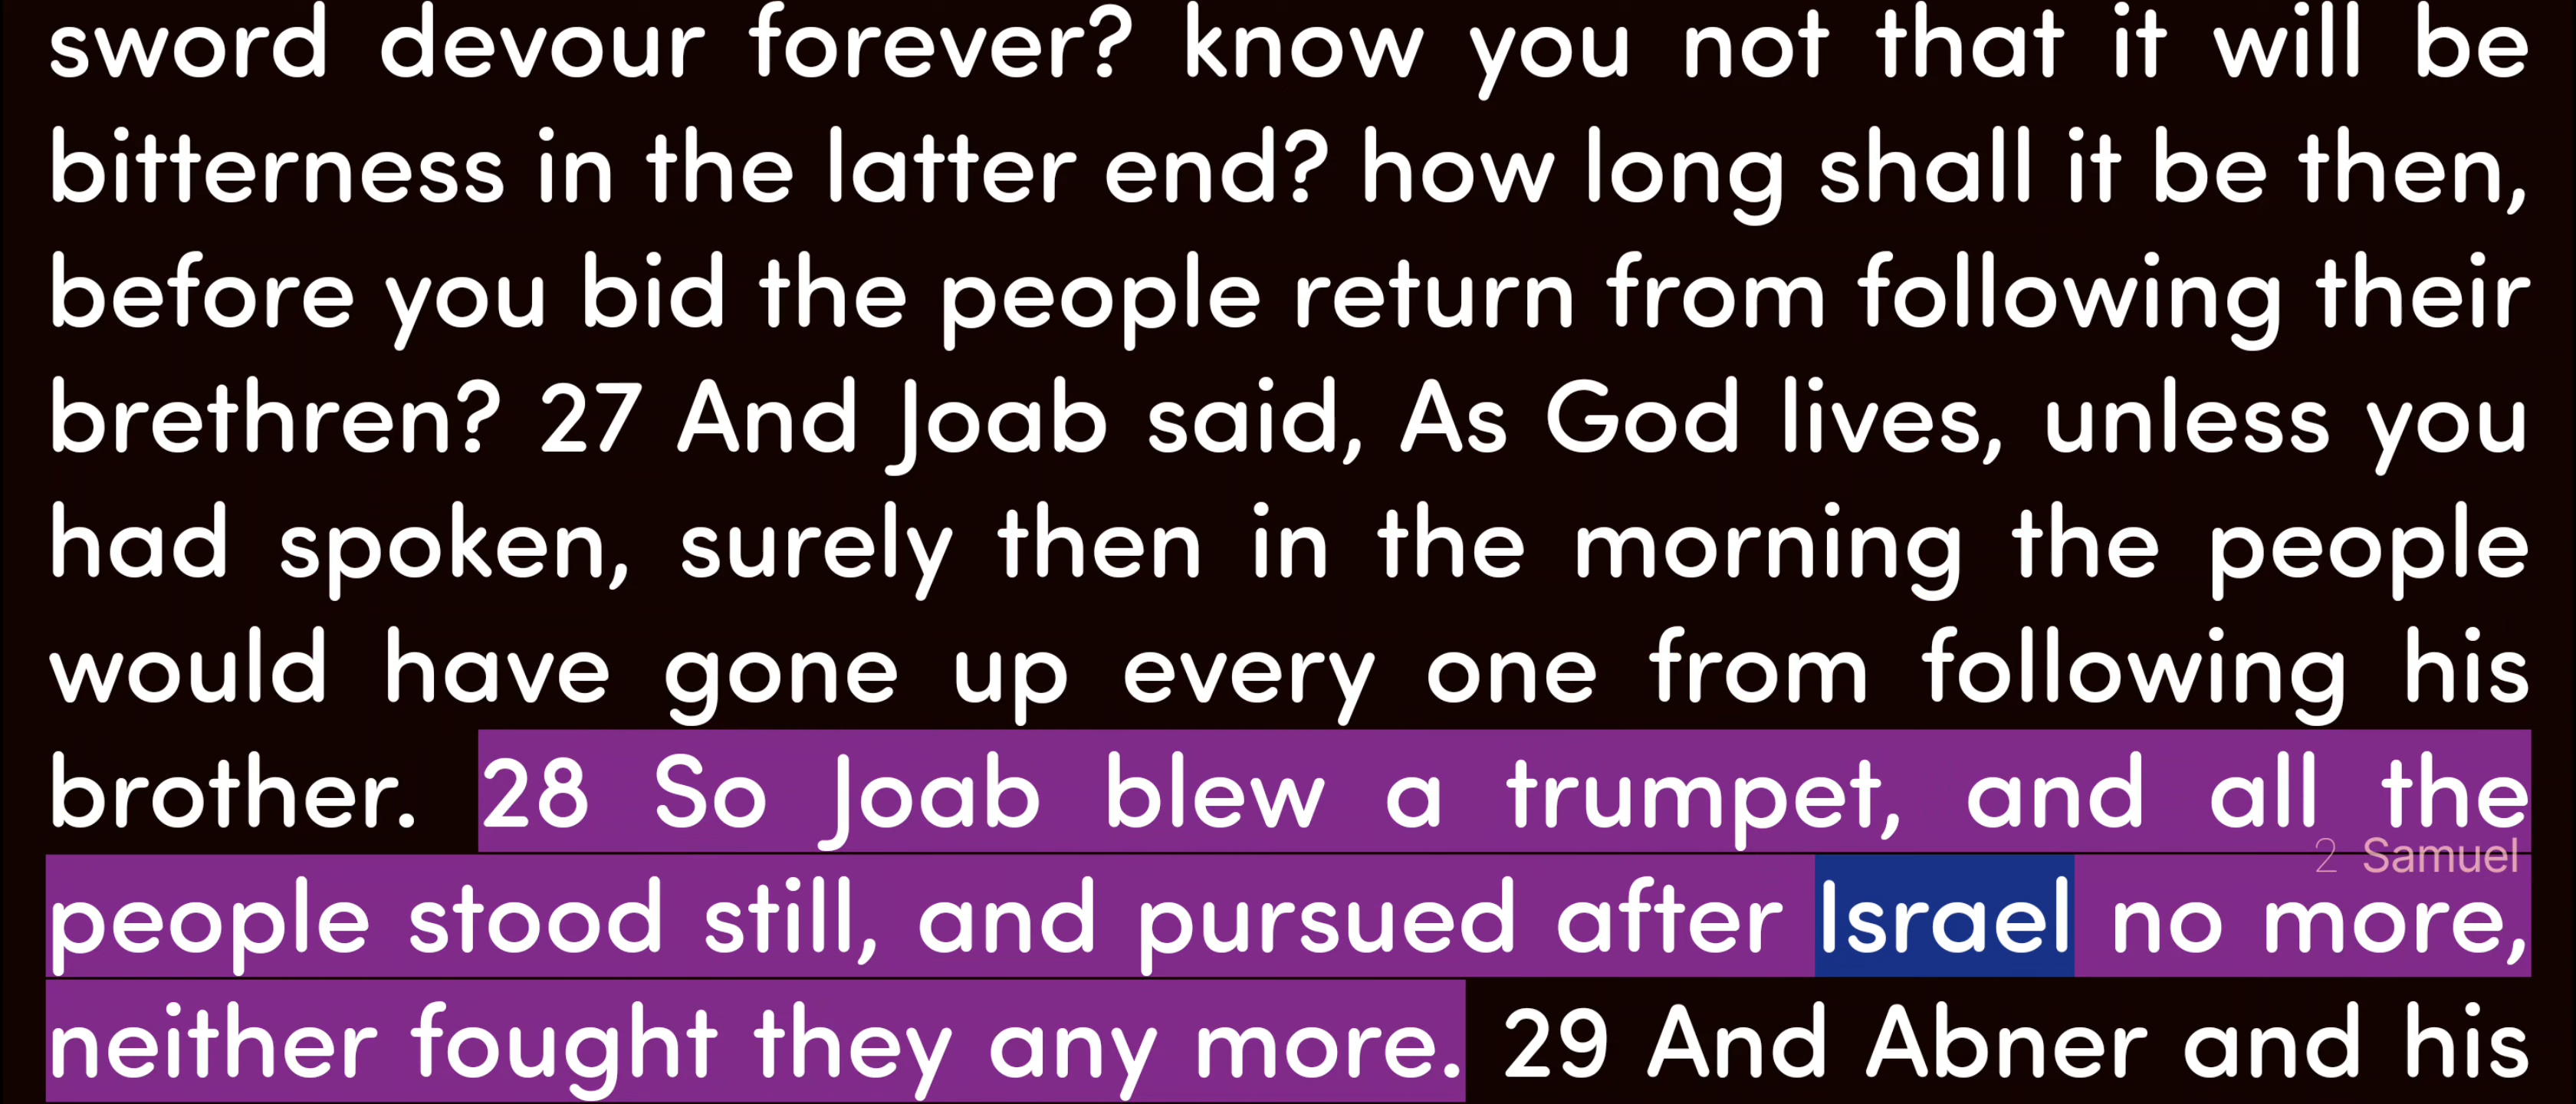 sword devour forever? know you not that it will be
bitterness in the latter end? how long shall it be then,
before you bid the people return from following their
brethren? 27 And Joab said, As God lives, unless you
had spoken, surely then in the morning the people
would have gone up every one from following his
brother. 28 So Joab blew a trumpet, and all the
2 Samuel
people stood still, and pursued after Israel no more,
neither fought they any more. 29 And Abner and his